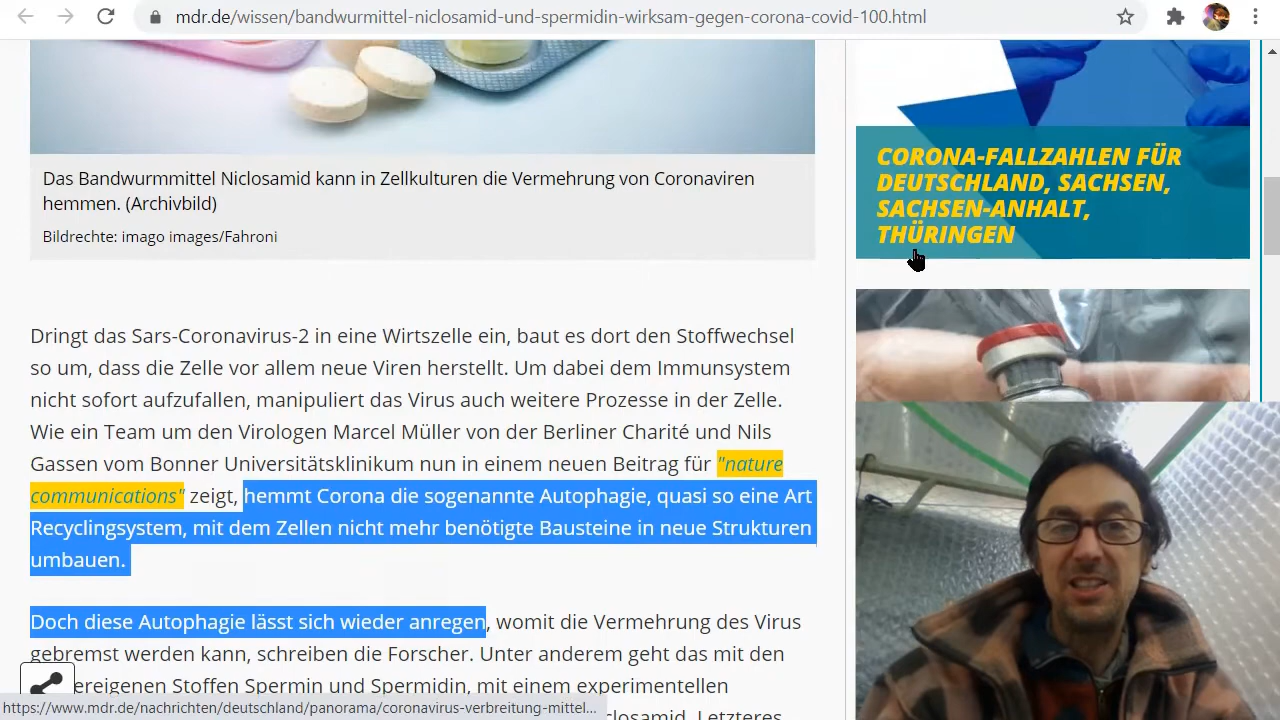 mdr.de/wissen/bandwurmittel-niclosamid-und-spermidin-wirksam-gegen-corona-covid-100.html
CORONA-FALLZAHLEN FÜR
DEUTSCHLAND, SACHSEN,
SACHSEN-ANHALT,
THÜRINGEN
Das Bandwurmmittel Niclosamid kann in Zellkulturen die Vermehrung von Coronaviren
hemmen. (Archivbild)
Bildrechte: imago images/Fahroni
Dringt das Sars-Coronavirus-2 in eine Wirtszelle ein, baut es dort den Stoffwechsel
so um, dass die Zelle vor allem neue Viren herstellt. Um dabei dem Immunsystem
nicht sofort aufzufallen, manipuliert das Virus auch weitere Prozesse in der Zelle.
Wie ein Team um den Virologen Marcel Müller von der Berliner Charité und Nils
Gassen vom Bonner Universitätsklinikum nun in einem neuen Beitrag für "nature
communications" zeigt, hemmt Corona die sogenannte Autophagie, quasi so eine Art
Recyclingsystem, mit dem Zellen nicht mehr benötigte Bausteine in neue Strukturen
umbauen.
Doch diese Autophagie lässt sich wieder anregen, womit die Vermehrung des Virus
gebremst werden kann, schreiben die Forscher. Unter anderem geht das mit den
ereigenen Stoffen Spermin und Spermidin, mit einem experimentellen
closamid. Letzteres
https://www.mdr.de/nachrichten/deutschland/panorama/coronavirus-verbreitung-mittel...